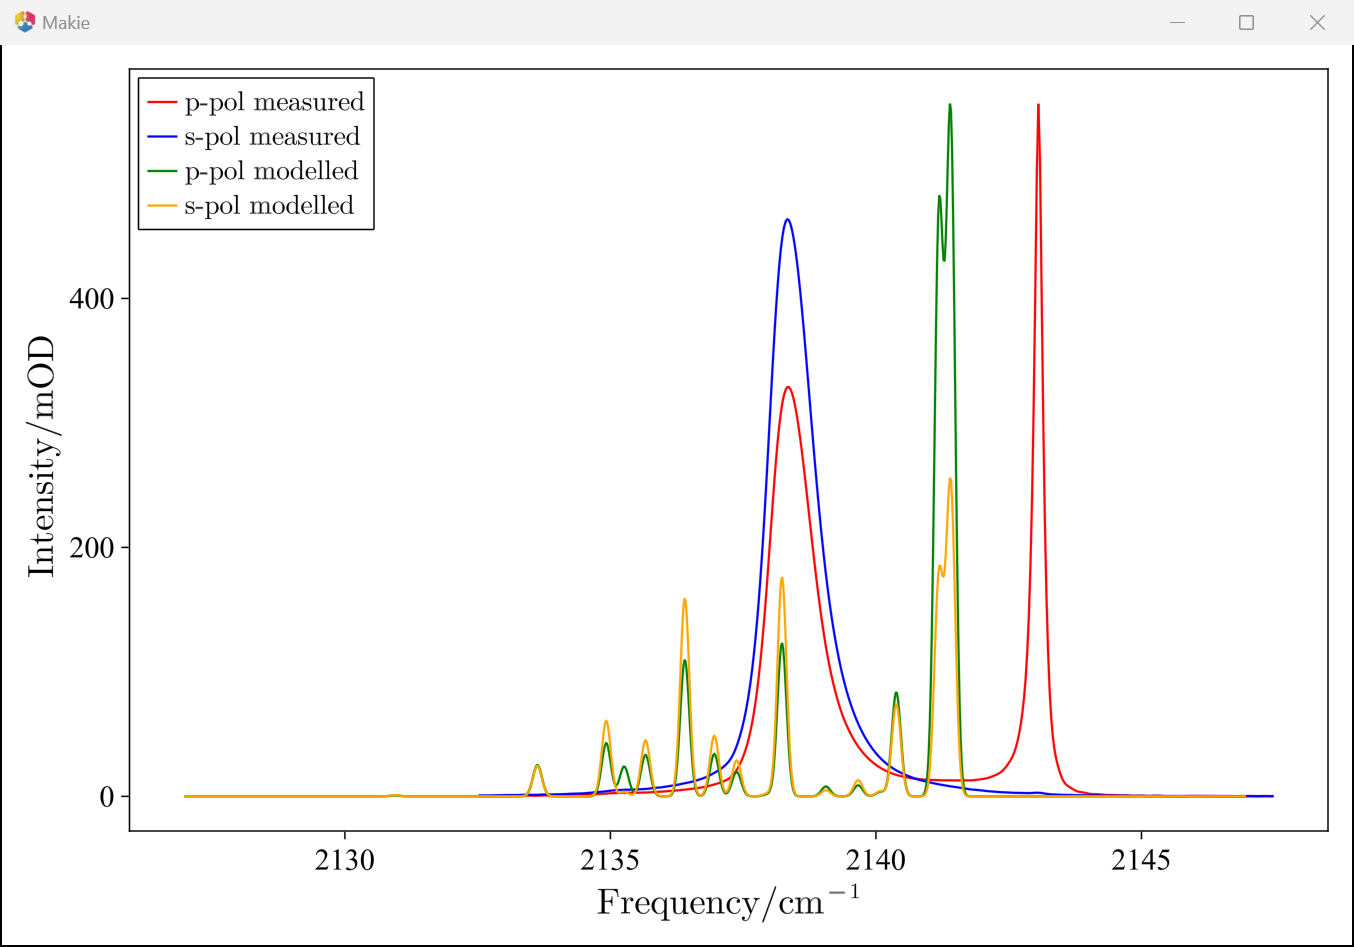 Makie
p-pol measured
s-pol measured
p-pol modelled
s-pol modelled
Intensity/mOD
400
200
0
2130 2135 2140 2145
Frequency/cm⁻¹